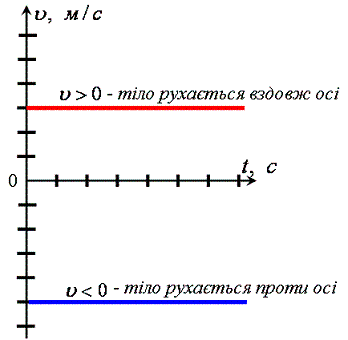 υ, м/с
υ > 0 - тіло рухається вздовж осі
t, с
0
υ < 0 - тіло рухається проти осі